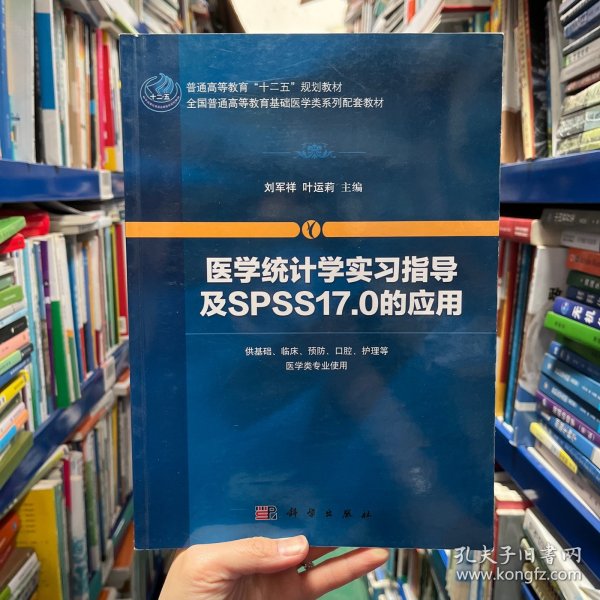 普通高等教育“十二五”规划教材
全国普通高等教育基础医学类系列配套教材
十二五
刘军祥 叶运莉 主编
医学统计学实习指导
及SPSS17.0的应用
供基础、临床、预防、口腔、护理等
医学类专业使用
科学出版社
孔夫子旧书网
www.kongfz.com